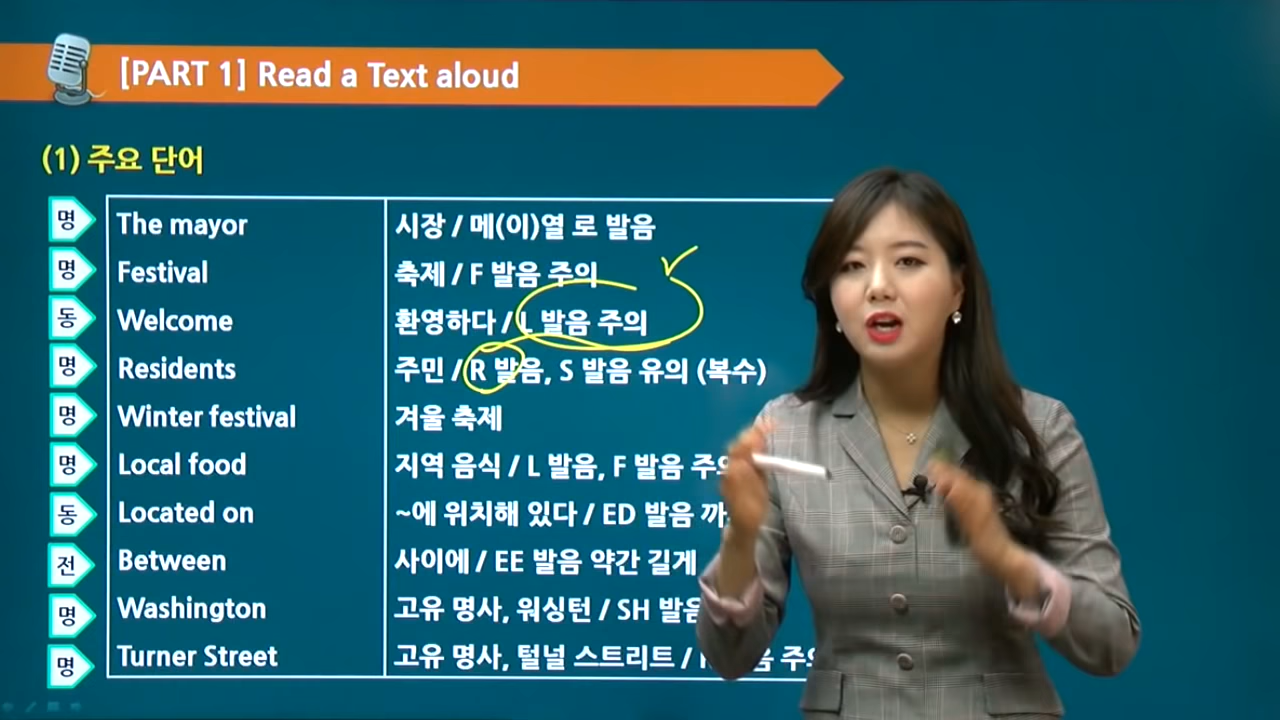 [PART 1] Read a Text aloud
(1) 주요 단어
명 The mayor 시장 / 메(이)열 로 발음
명 Festival 축제 / F 발음 주의
동 Welcome 환영하다 / L 발음 주의
명 Residents 주민 / R 발음, S 발음 유의 (복수)
명 Winter festival 겨울 축제
명 Local food 지역 음식 / L 발음, F 발음
동 Located on ~에 위치해 있다 / ED 발음
전 Between 사이에 / EE 발음 약간 길게
명 Washington 고유 명사, 워싱턴 / SH 발음
명 Turner Street 고유 명사, 털널 스트리트 /